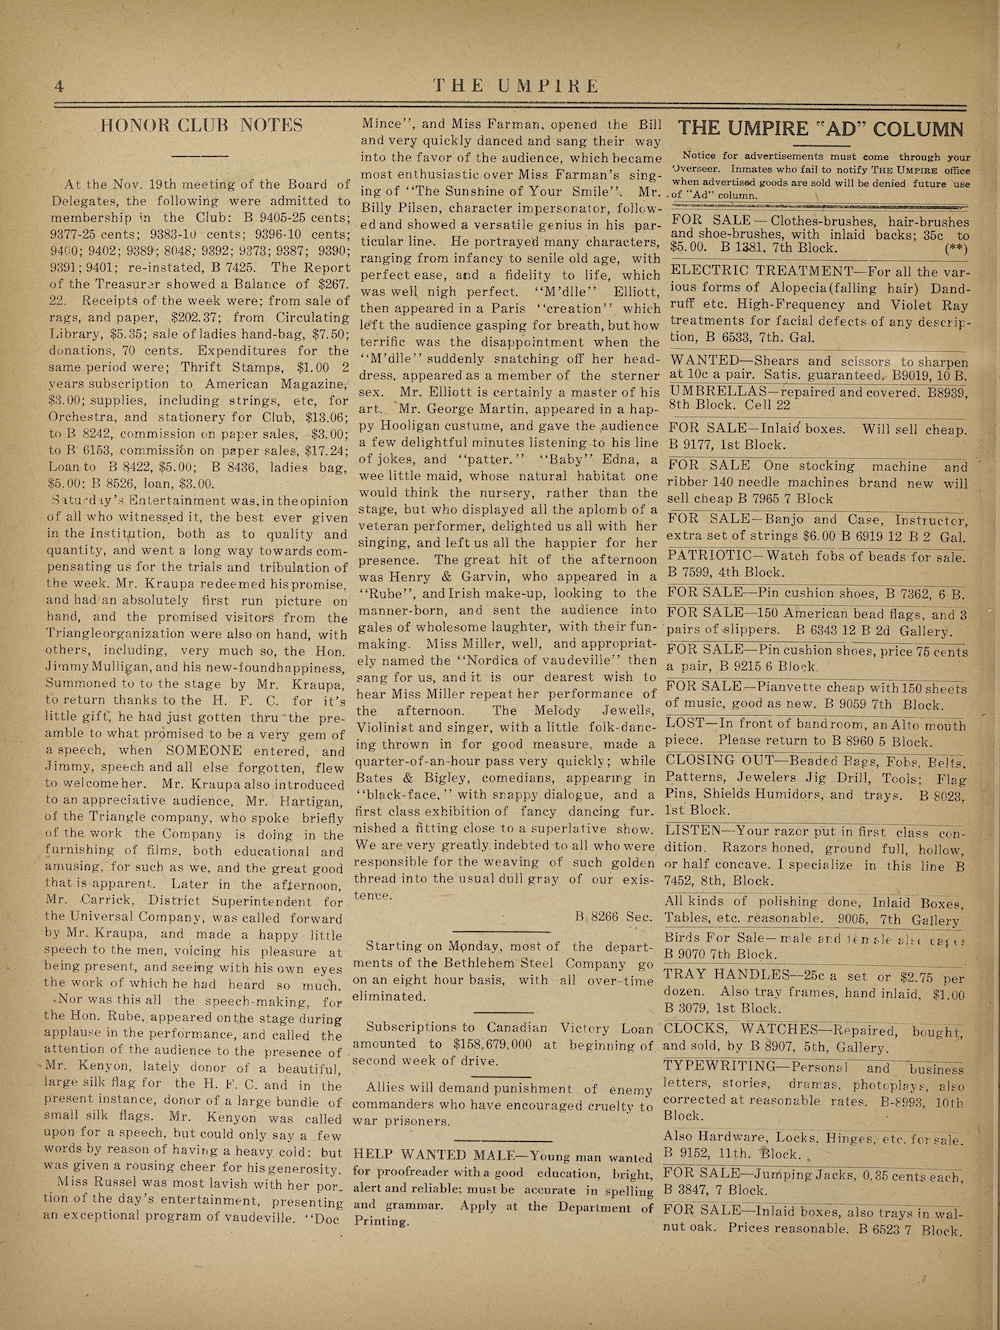 4
THE UMPIRE
HONOR CLUB NOTES
At the Nov. 19th meeting of the Board of
Delegates, the following were admitted to
membership in the Club: B 9405-25 cents;
9377-25 cents; 9383-10 cents; 9396-10 cents;
9400; 9402; 9389; 8048; 9392; 9373; 9387; 9390;
9391; 9401; re-instated, B 7425. The Report
of the Treasurer showed a Balance of $267.
22. Receipts of the week were; from sale of
rags, and paper, $202.37; from Circulating
Library, $5.35; sale of ladies hand-bag, $7.50;
donations, 70 cents. Expenditures for the
same period were; Thrift Stamps, $1.00 2
years subscription to American Magazine,
$3.00; supplies, including strings, etc, for
Orchestra, and stationery for Club, $13.06;
to B 8242, commission on paper sales, $3.00;
to B 6153, commission on paper sales, $17.24;
Loan to B 8422, $5.00; B 8436, ladies bag,
$5.00; B 8526, loan, $3.00.
Saturday's Entertainment was, in the opinion
of all who witnessed it, the best ever given
in the Institution, both as to quality and
quantity, and went a long way towards com-
pensating us for the trials and tribulation of
the week. Mr. Kraupa redeemed his promise,
and had an absolutely first run picture on
hand, and the promised visitors from the
Triangle organization were also on hand, with
others, including, very much so, the Hon.
Jimmy Mulligan, and his new-foundhappiness,
Summoned to to the stage by Mr. Kraupa,
to return thanks to the H. F. C. for it's
little gift, he had just gotten thru the pre-
amble to what promised to be a very gem of
a speech, when SOMEONE entered, and
Jimmy, speech and all else forgotten, flew
to welcome her. Mr. Kraupa also introduced
to an appreciative audience, Mr. Hartigan,
of the Triangle company, who spoke briefly
of the work the Company is doing in the
furnishing of films, both educational and
amusing, for such as we, and the great good
that is apparent. Later in the afternoon,
Mr. Carrick, District Superintendent for
the Universal Company, was called forward
by Mr. Kraupa, and made a happy little
speech to the men, voicing his pleasure at
being present, and seeing with his own eyes
the work of which he had heard so much.
Nor was this all the speech-making, for
the Hon. Rube, appeared on the stage during
applause in the performance, and called the
attention of the audience to the presence of
Mr. Kenyon, lately donor of a beautiful,
large silk flag for the H. F. C. and in the
present instance, donor of a large bundle of
small silk flags. Mr. Kenyon was called
upon for a speech, but could only say a few
words by reason of having a heavy cold: but
was given a rousing cheer for his generosity.
Miss Russel was most lavish with her por-
tion of the day's entertainment, presenting
an exceptional program of vaudeville. "Doc
Mince", and Miss Farman, opened the Bill
and very quickly danced and sang their way
into the favor of the audience, which became
most enthusiastic over Miss Farman's sing-
ing of "The Sunshine of Your Smile". Mr.
Billy Pilsen, character impersonator, follow-
ed and showed a versatile genius in his par-
ticular line. He portrayed many characters,
ranging from infancy to senile old age, with
perfect ease, and a fidelity to life, which
was well nigh perfect. "M'dlle" Elliott,
then appeared in a Paris "creation" which
left the audience gasping for breath, but how
terrific was the disappointment when the
"M'dlle" suddenly snatching off her head-
dress, appeared as a member of the sterner
sex. Mr. Elliott is certainly a master of his
art. Mr. George Martin, appeared in a hap-
py Hooligan custume, and gave the audience
a few delightful minutes listening to his line
of jokes, and "patter." "Baby" Edna, a
wee little maid, whose natural habitat one
would think the nursery, rather than the
stage, but who displayed all the aplomb of a
veteran performer, delighted us all with her
singing, and left us all the happier for her
presence. The great hit of the afternoon
was Henry & Garvin, who appeared in a
"Rube", and Irish make-up, looking to the
manner-born, and sent the audience into
gales of wholesome laughter, with their fun-
making. Miss Miller, well, and appropriat-
ely named the "Nordica of vaudeville" then
sang for us, and it is our dearest wish to
hear Miss Miller repeat her performance of
the afternoon. The Melody Jewells,
Violinist and singer, with a little folk-danc-
ing thrown in for good measure, made a
quarter-of-an-hour pass very quickly; while
Bates & Bigley, comedians, appearing in
"black-face," with snappy dialogue, and a
first class exhibition of fancy dancing fur-
nished a fitting close to a superlative show.
We are very greatly indebted to all who were
responsible for the weaving of such golden
thread into the usual dull gray of our exis-
tence.
B 8266 Sec.
Starting on Monday, most of the depart-
ments of the Bethlehem Steel Company go
on an eight hour basis, with all over-time
eliminated.
Subscriptions to Canadian Victory Loan
amounted to $158,679,000 at beginning of
second week of drive.
Allies will demand punishment of enemy
commanders who have encouraged cruelty to
war prisoners.
HELP WANTED MALE—Young man wanted
for proofreader with a good education, bright,
alert and reliable; must be accurate in spelling
and grammar. Apply at the Department of
Printing.
THE UMPIRE "AD" COLUMN
Notice for advertisements must come through your
Overseer. Inmates who fail to notify THE UMPIRE office
when advertised goods are sold will be denied future use
of "Ad" column.
FOR SALE—Clothes-brushes, hair-brushes
and shoe-brushes, with inlaid backs; 35c to
$5.00. B 1381, 7th Block. (**)
ELECTRIC TREATMENT—For all the var-
ious forms of Alopecia(falling hair) Dand-
ruff etc. High-Frequency and Violet Ray
treatments for facial defects of any descrip-
tion, B 6533, 7th. Gal.
WANTED—Shears and scissors to sharpen
at 10c a pair. Satis. guaranteed. B9019, 10 B.
UMBRELLAS—repaired and covered. B8939,
8th Block. Cell 22
FOR SALE—Inlaid boxes. Will sell cheap.
B 9177, 1st Block.
FOR SALE One stocking machine and
ribber 140 needle machines brand new will
sell cheap B 7965 7 Block
FOR SALE—Banjo and Case, Instructor,
extra set of strings $6.00 B 6919 12 B 2 Gal.
PATRIOTIC—Watch fobs of beads for sale.
B 7599, 4th Block.
FOR SALE—Pin cushion shoes, B 7362, 6 B.
FOR SALE—150 American bead flags, and 3
pairs of slippers. B 6343 12 B 2d Gallery.
FOR SALE—Pin cushion shoes, price 75 cents
a pair, B 9215 6 Block.
FOR SALE—Pianvette cheap with 150 sheets
of music, good as new. B 9059 7th Block.
LOST—In front of bandroom, an Alto mouth
piece. Please return to B 8960 5 Block.
CLOSING OUT—Beaded Bags, Fobs, Belts,
Patterns, Jewelers Jig Drill, Tools; Flag
Pins, Shields Humidors, and trays. B 8023,
1st Block.
LISTEN—Your razor put in first class con-
dition. Razors honed, ground full, hollow,
or half concave. I specialize in this line B
7452, 8th, Block.
All kinds of polishing done, Inlaid Boxes,
Tables, etc. reasonable. 9005, 7th Gallery
Birds For Sale—male and female also cages
B 9070 7th Block.
TRAY HANDLES—25c a set or $2.75 per
dozen. Also tray frames, hand inlaid, $1.00
B 3079, 1st Block.
CLOCKS, WATCHES—Repaired, bought,
and sold, by B 8907, 5th, Gallery.
TYPEWRITING—Personal and business
letters, stories, dramas, photoplays, also
corrected at reasonable rates. B-8993, 10th
Block.
Also Hardware, Locks, Hinges, etc. for sale.
B 9152, 11th. Block.
FOR SALE—Jumping Jacks, 0.35 cents each,
B 3847, 7 Block.
FOR SALE—Inlaid boxes, also trays in wal-
nut oak. Prices reasonable. B 6523 7 Block.